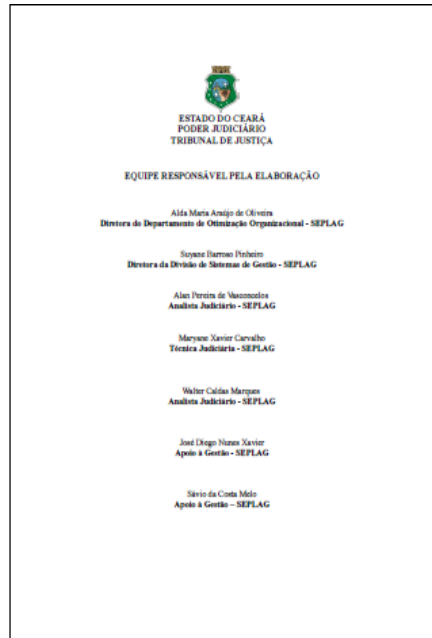 ESTADO DO CEARÁ
PODER JUDICIÁRIO
TRIBUNAL DE JUSTIÇA
EQUIPE RESPONSÁVEL PELA ELABORAÇÃO
Alda Maria Araújo de Oliveira
Diretora do Departamento de Otimização Organizacional - SEPLAG
Suyane Barroso Pinheiro
Diretora da Divisão de Sistemas de Gestão - SEPLAG
Alan Pereira de Vasconcelos
Analista Judiciário - SEPLAG
Maryane Xavier Carvalho
Técnica Judiciária - SEPLAG
Walter Caldas Marques
Analista Judiciário - SEPLAG
José Diego Nunes Xavier
Apoio à Gestão - SEPLAG
Sávio da Costa Melo
Apoio à Gestão – SEPLAG